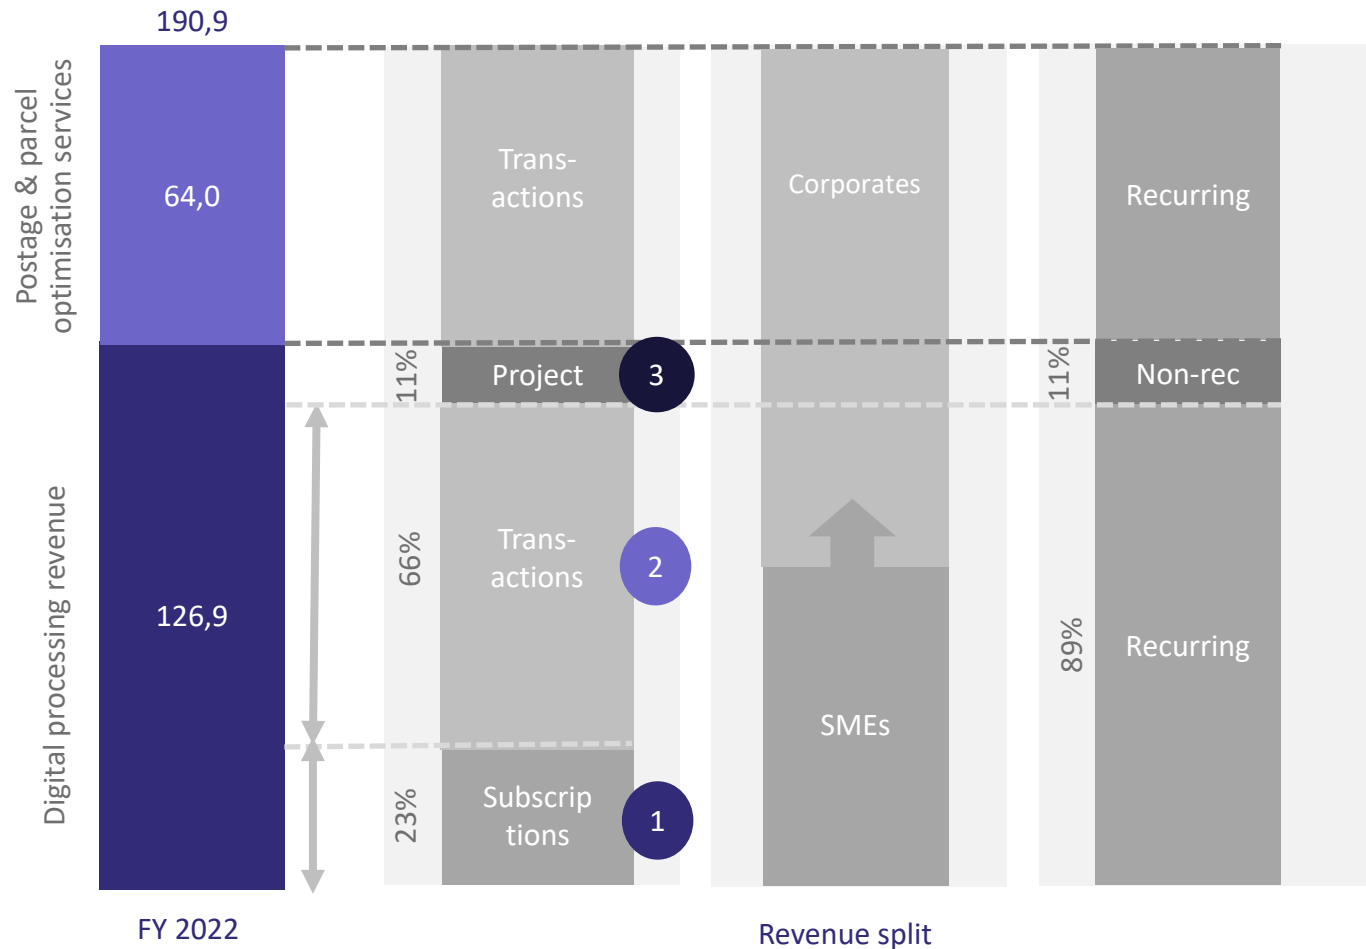 190,9
Postage & parcel
optimisation services
64,0
Trans-
actions
Corporates
Recurring
11%
Project
3
11%
Non-rec
Digital processing revenue
126,9
66%
Trans-
actions
2
89%
Recurring
SMEs
23%
Subscrip
tions
1
FY 2022
Revenue split